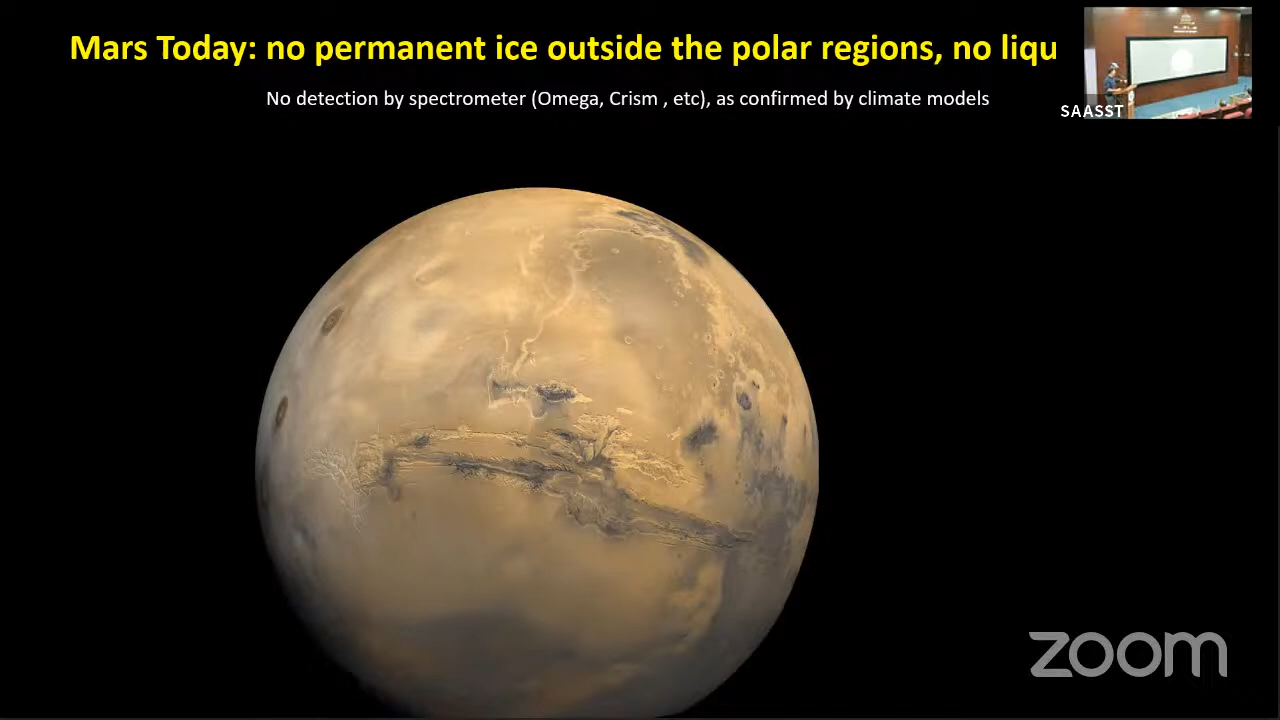 Mars Today: no permanent ice outside the polar regions, no liqu
No detection by spectrometer (Omega, Crism , etc), as confirmed by climate models
SAASST
zoom